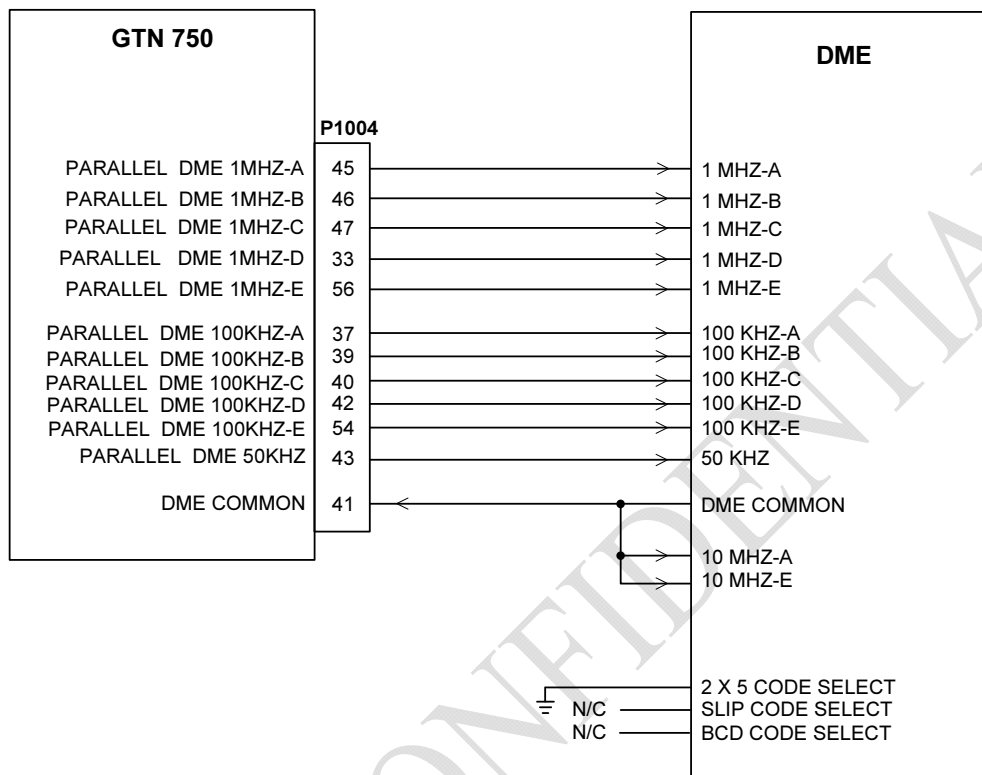 GTN 750
DME
P1004
PARALLEL DME 1MHZ-A 45 1 MHZ-A
PARALLEL DME 1MHZ-B 46 1 MHZ-B
PARALLEL DME 1MHZ-C 47 1 MHZ-C
PARALLEL DME 1MHZ-D 33 1 MHZ-D
PARALLEL DME 1MHZ-E 56 1 MHZ-E
PARALLEL DME 100KHZ-A 37 100 KHZ-A
PARALLEL DME 100KHZ-B 39 100 KHZ-B
PARALLEL DME 100KHZ-C 40 100 KHZ-C
PARALLEL DME 100KHZ-D 42 100 KHZ-D
PARALLEL DME 100KHZ-E 54 100 KHZ-E
PARALLEL DME 50KHZ 43 50 KHZ
DME COMMON 41 DME COMMON
10 MHZ-A
10 MHZ-E
2 X 5 CODE SELECT
N/C SLIP CODE SELECT
N/C BCD CODE SELECT
ONFIDENTIA